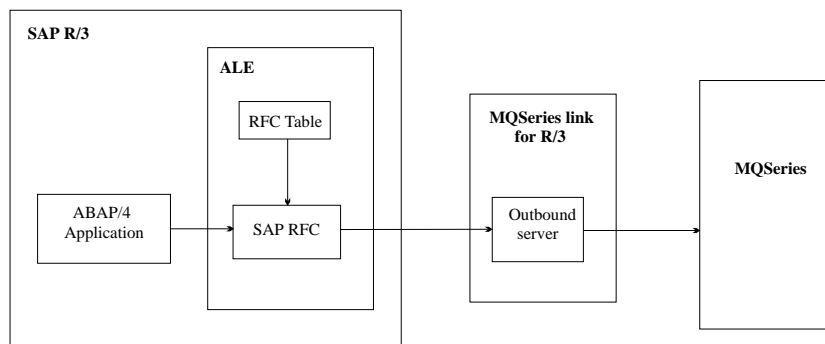 SAP R/3
ALE
RFC Table
MQSeries link
for R/3
MQSeries
ABAP/4
Application
SAP RFC
Outbound
server